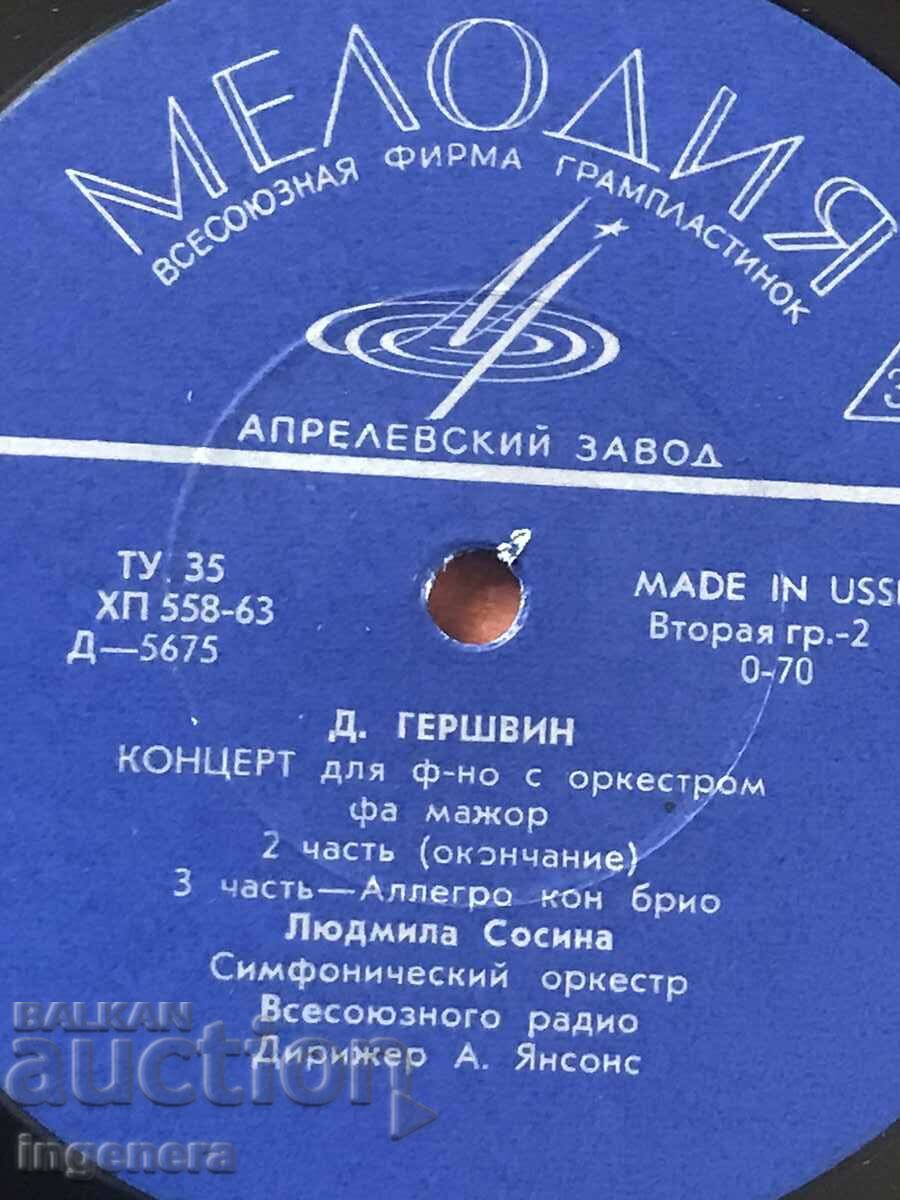 МЕЛОДИЯ
ВСЕСОЮЗНАЯ ФИРМА ГРАМПЛАСТИНОК
АПРЕЛЕВСКИЙ ЗАВОД
ТУ. 35
ХП 558-63
Д—5675
MADE IN USS
Вторая гр.-2
0-70
3
Д. ГЕРШВИН
КОНЦЕРТ для ф-но с оркестром
фа мажор
2 часть (окончание)
3 часть—Аллегро кон брио
Людмила Сосина
Симфонический оркестр
Всесоюзного радио
Дирижер А. Янсонс
BALKAN
auction
ingenera